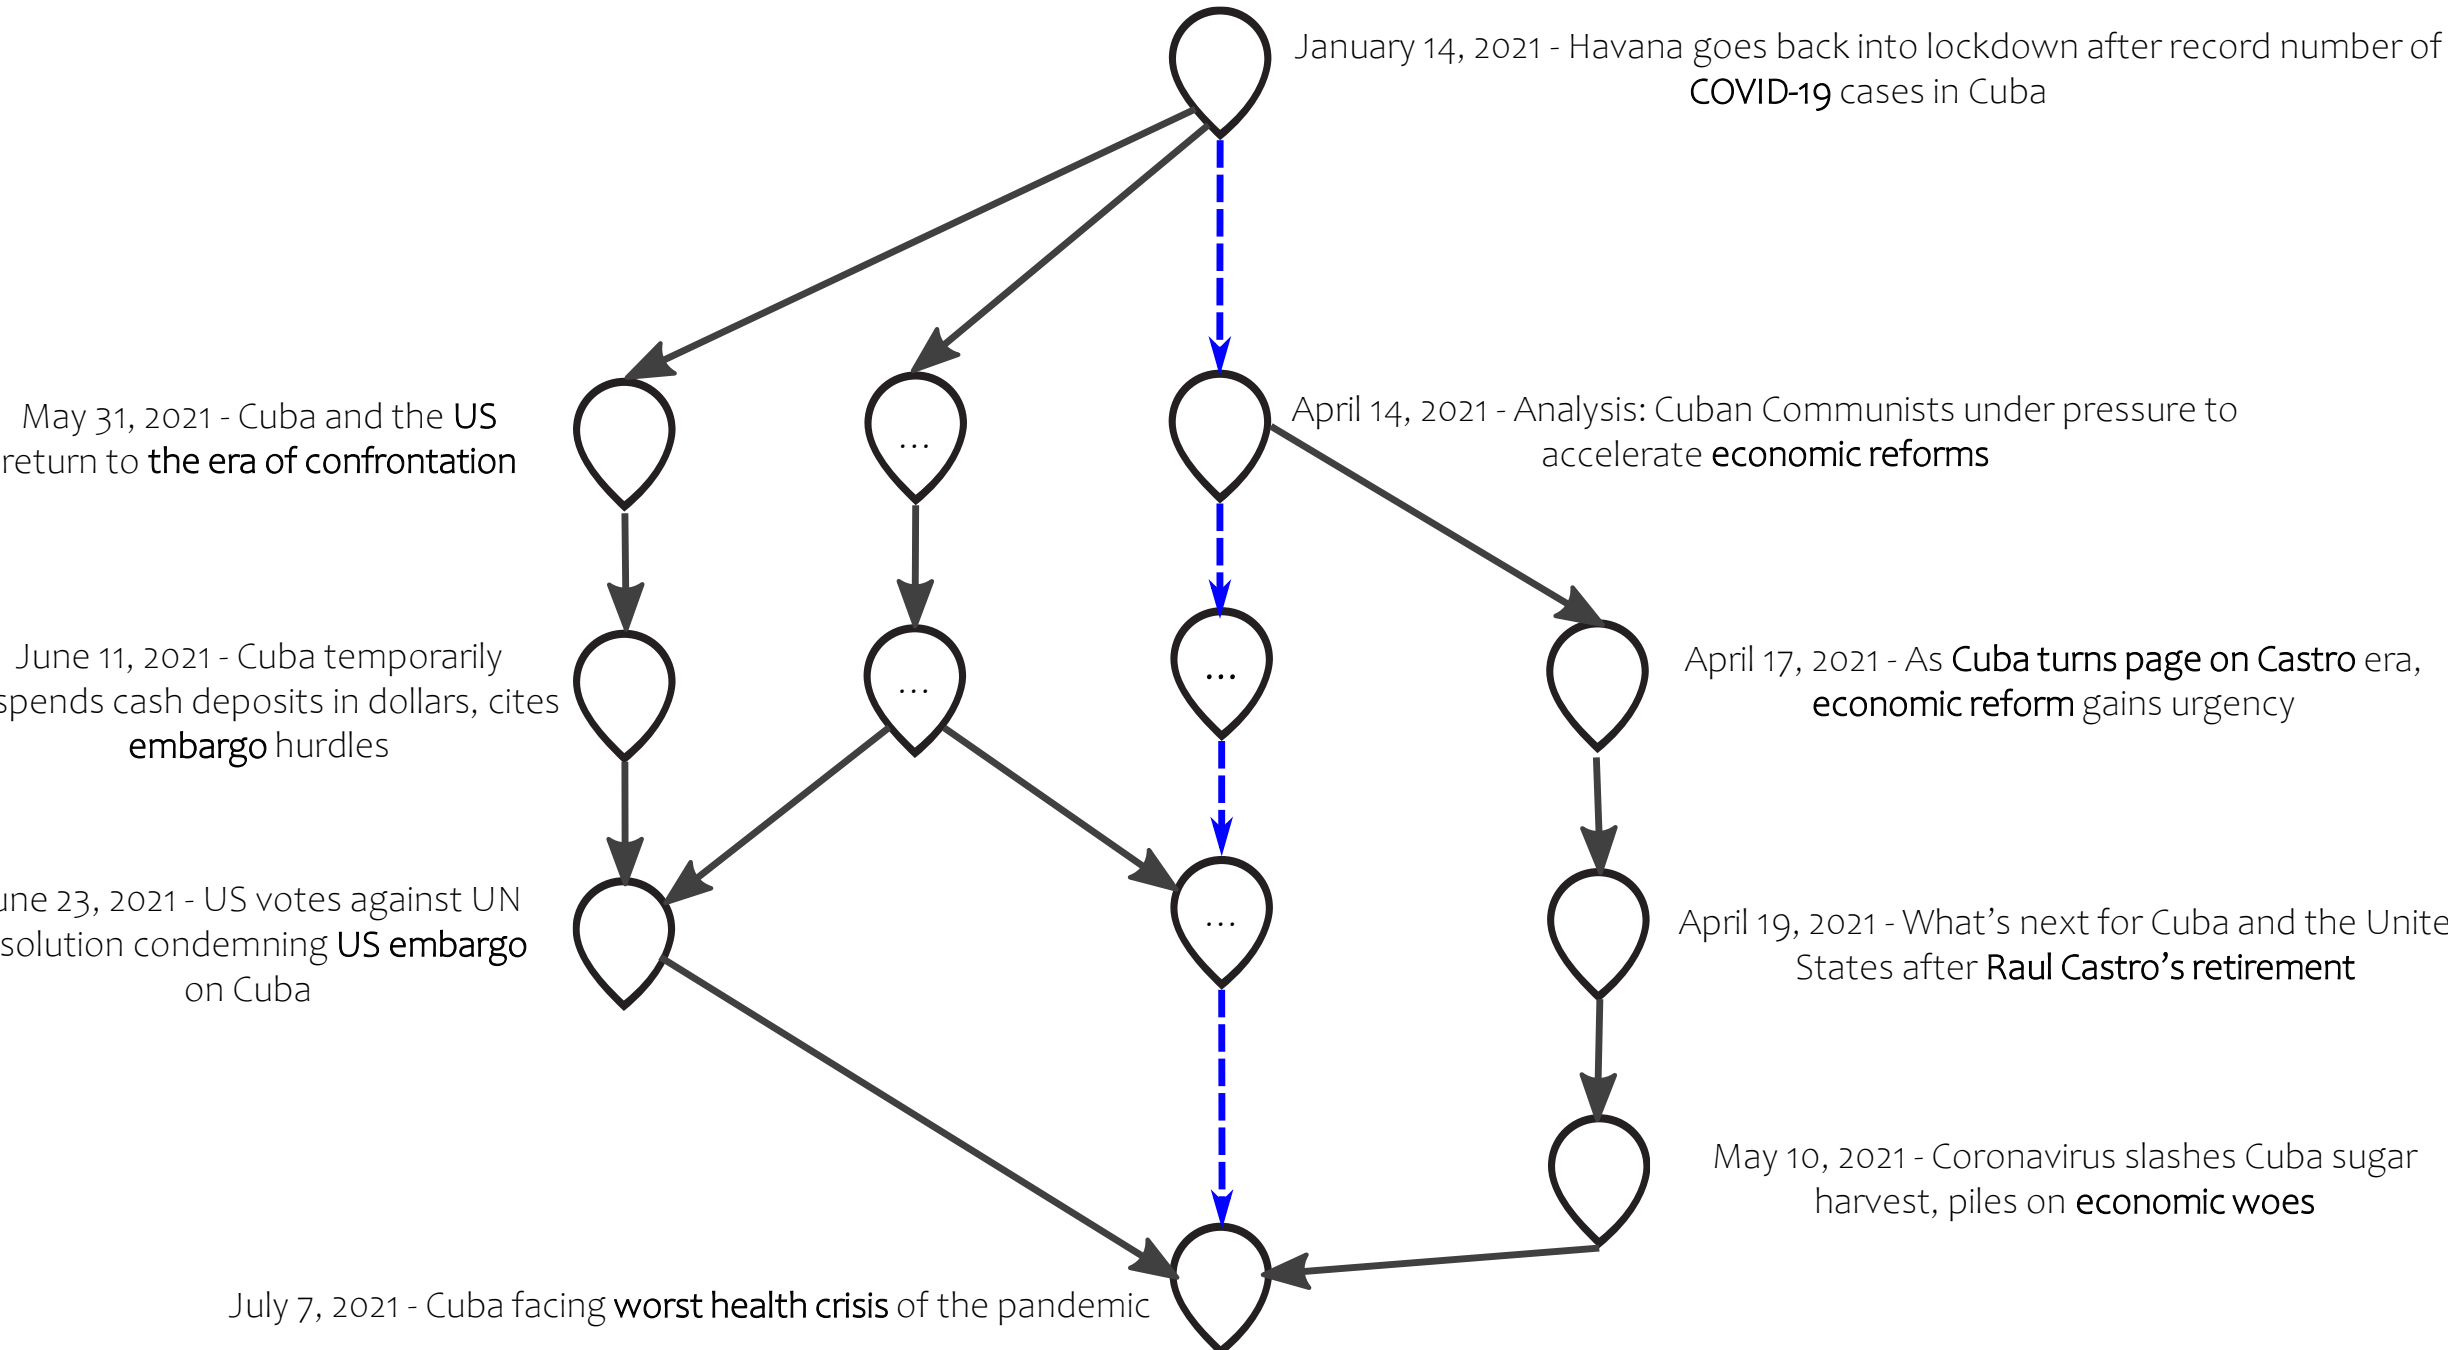 January 14, 2021 - Havana goes back into lockdown after record number of
COVID-19 cases in Cuba
May 31, 2021 - Cuba and the US
return to the era of confrontation
...
April 14, 2021 - Analysis: Cuban Communists under pressure to
accelerate economic reforms
June 11, 2021 - Cuba temporarily
cash deposits in dollars, cites
embargo hurdles
...
...
April 17, 2021 - As Cuba turns page on Castro era,
economic reform gains urgency
23, 2021 - US votes against UN
condemning US embargo
on Cuba
...
April 19, 2021 - What's next for Cuba and the
States after Raul Castro's retirement
May 10, 2021 - Coronavirus slashes Cuba sugar
harvest, piles on economic woes
July 7, 2021 - Cuba facing worst health crisis of the pandemic